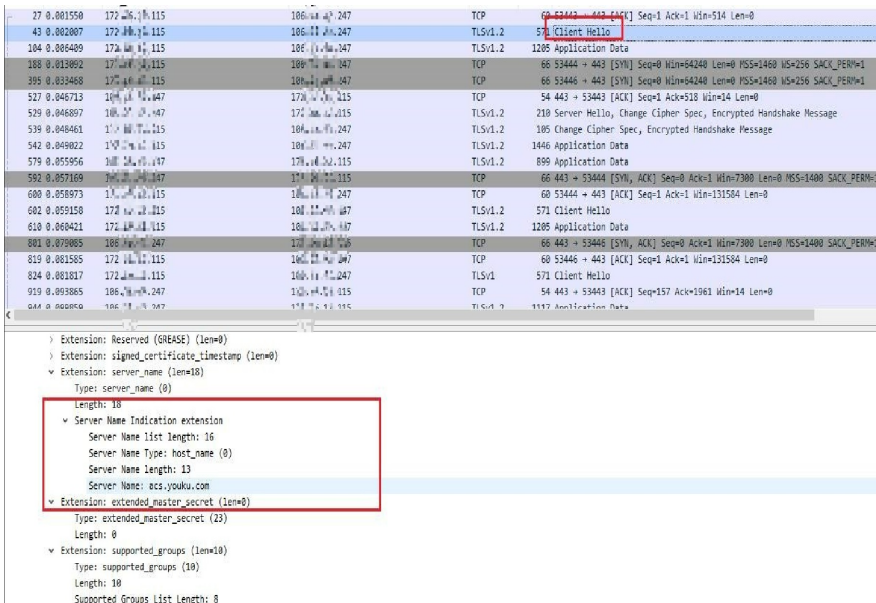 27 0.001550 TCP [ACK] Seq=1 Ack=1 Win=514 Len=0
43 0.002007 TLSv1.2 571 Client Hello
104 0.006409 TLSv1.2 1205 Application Data
188 0.013092 TCP 66 53444 → 443 [SYN] Seq=0 Win=64240 Len=0 MSS=1460 WS=256 SACK_PERM=1
395 0.033468 TCP 66 53446 → 443 [SYN] Seq=0 Win=64240 Len=0 MSS=1460 WS=256 SACK_PERM=1
527 0.046713 TCP 54 443 → 53443 [ACK] Seq=1 Ack=518 Win=14 Len=0
529 0.046897 TLSv1.2 210 Server Hello, Change Cipher Spec, Encrypted Handshake Message
539 0.048461 TLSv1.2 105 Change Cipher Spec, Encrypted Handshake Message
542 0.049022 TLSv1.2 1446 Application Data
579 0.055956 TLSv1.2 899 Application Data
592 0.057169 TCP 66 443 → 53444 [SYN, ACK] Seq=0 Ack=1 Win=7300 Len=0 MSS=1400 SACK_PERM=
600 0.058973 TCP 60 53444 → 443 [ACK] Seq=1 Ack=1 Win=131584 Len=0
602 0.059158 TLSv1.2 571 Client Hello
610 0.060421 TLSv1.2 1205 Application Data
801 0.079085 TCP 66 443 → 53446 [SYN, ACK] Seq=0 Ack=1 Win=7300 Len=0 MSS=1400 SACK_PERM=
819 0.081585 TCP 60 53446 → 443 [ACK] Seq=1 Ack=1 Win=131584 Len=0
824 0.081817 TLSv1 571 Client Hello
919 0.093865 TCP 54 443 → 53443 [ACK] Seq=157 Ack=1961 Win=14 Len=0
TLSv1.2 1117 Application Data
Extension: Reserved (GREASE) (len=0)
Extension: signed_certificate_timestamp (len=0)
Extension: server_name (len=18)
Type: server_name (0)
Length: 18
Server Name Indication extension
Server Name list length: 16
Server Name Type: host_name (0)
Server Name length: 13
Server Name: acs.youku.com
Extension: extended_master_secret (len=0)
Type: extended_master_secret (23)
Length: 0
Extension: supported_groups (len=10)
Type: supported_groups (10)
Length: 10
Supported Groups List Length: 8